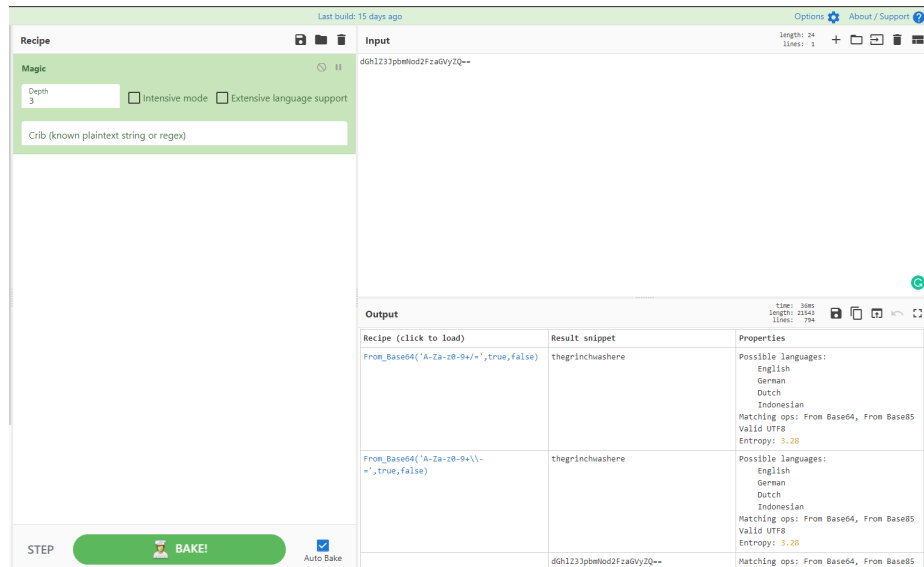 Last build: 15 days ago
Options
About / Support
Recipe
Magic
Depth
3
Intensive mode
Extensive language support
Crib (known plaintext string or regex)
STEP
BAKE!
Auto Bake
Input
length: 24
lines: 1
dGhlZ3JpbmNod2FzaGVyZQ==
Output
time: 36ms
length: 21543
lines: 794
Recipe (click to load) Result snippet Properties
From_Base64('A-Za-z0-9+/=',true,false) thegrinchwashere Possible languages:
English
German
Dutch
Indonesian
Matching ops: From Base64, From Base85
Valid UTF8
Entropy: 3.28
From_Base64('A-Za-z0-9+\\- thegrinchwashere Possible languages:
=',true,false) English
German
Dutch
Indonesian
Matching ops: From Base64, From Base85
Valid UTF8
Entropy: 3.28
dGhlZ3JpbmNod2FzaGVyZQ== Matching ops: From Base64, From Base85